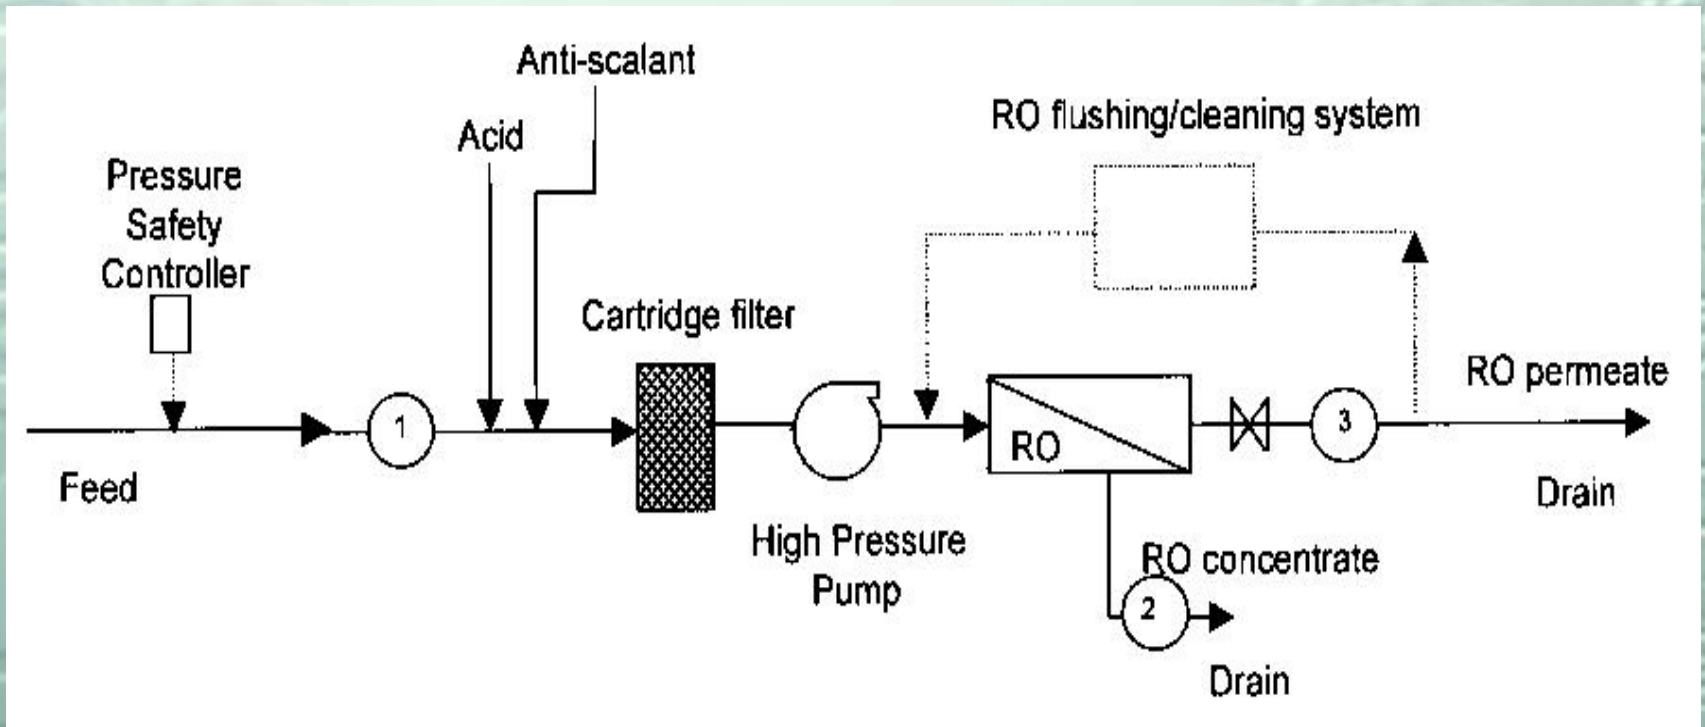 Anti-scalant
Acid
RO flushing/cleaning system
Pressure
Safety
Controller
Cartridge filter
RO permeate
1
3
RO
Feed
Drain
High Pressure
Pump
RO concentrate
2
Drain